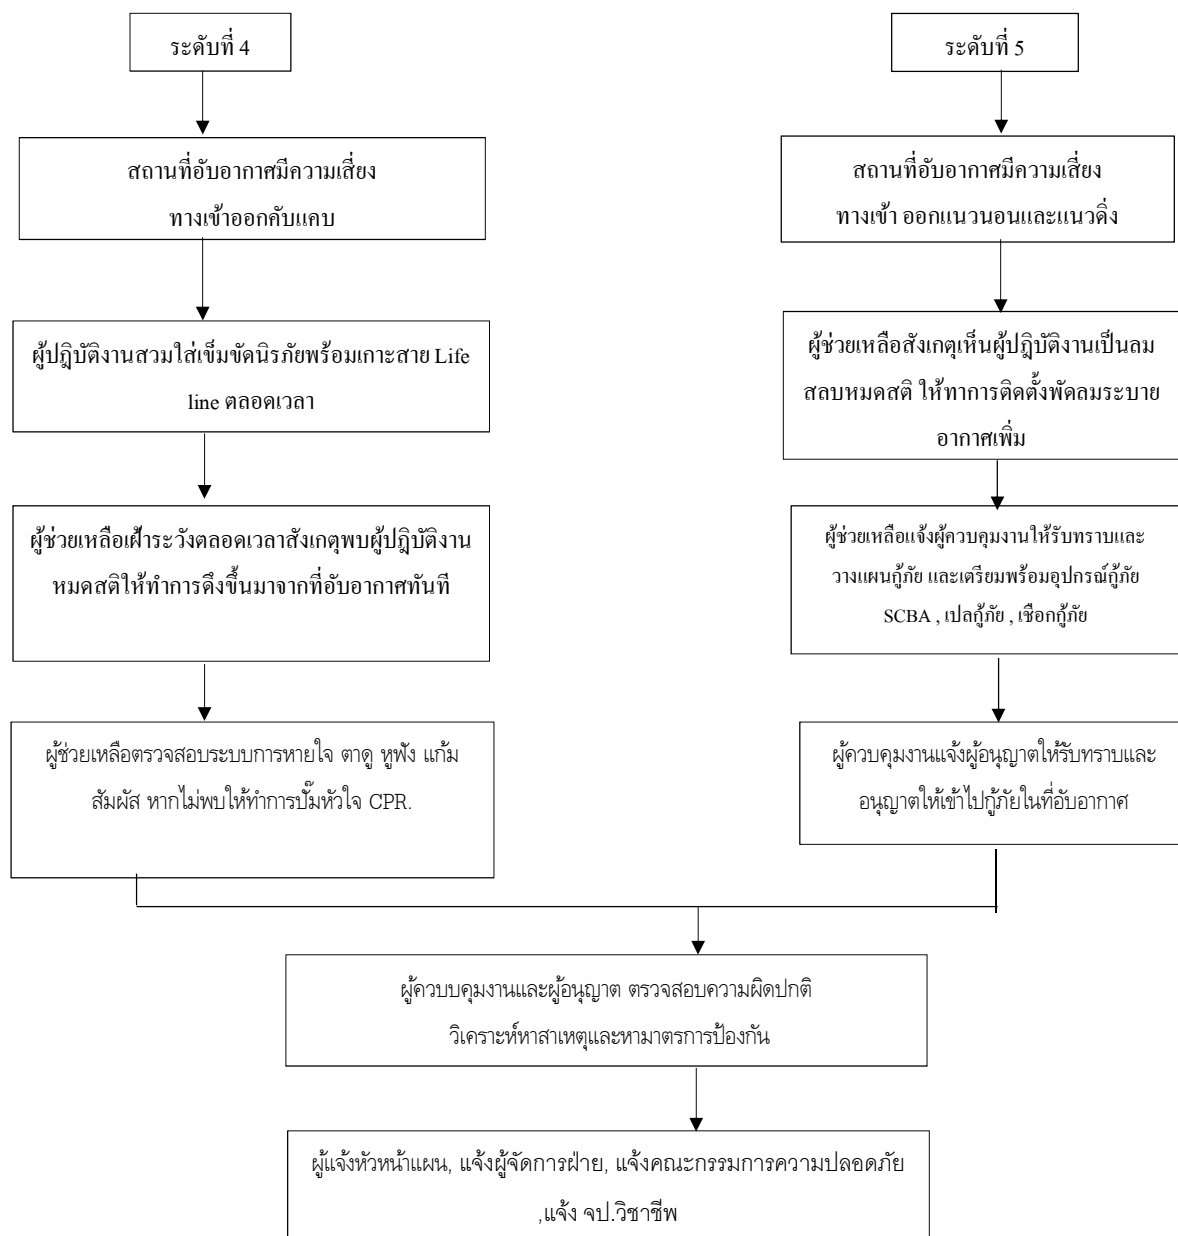 ระดับที่ 4
สถานที่อับอากาศมีความเสี่ยง
ทางเข้าออกคับแคบ
ผู้ปฎิบัติงานสวมใส่เข็มขัดนิรภัยพร้อมเกาะสาย Life
line ตลอดเวลา
ผู้ช่วยเหลือเฝ้าระวังตลอดเวลาสังเกตุพบผู้ปฎิบัติงาน
หมดสติให้ทำการดึงขึ้นมาจากที่อับอากาศทันที
ผู้ช่วยเหลือตรวจสอบระบบการหายใจ ตาดู หูฟัง แก้ม
สัมผัส หากไม่พบให้ทำการปั๊มหัวใจ CPR.
ระดับที่ 5
สถานที่อับอากาศมีความเสี่ยง
ทางเข้า ออกแนวนอนและแนวดิ่ง
ผู้ช่วยเหลือสังเกตุเห็นผู้ปฎิบัติงานเป็นลม
สลบหมดสติ ให้ทาการติดตั้งพัดลมระบาย
อากาศเพิ่ม
ผู้ช่วยเหลือแจ้งผู้ควบคุมงานให้รับทราบและ
วางแผนกู้ภัย และเตรียมพร้อมอุปกรณ์กู้ภัย
SCBA , เปลกู้ภัย , เชือกกู้ภัย
ผู้ควบคุมงานแจ้งผู้อนุญาตให้รับทราบและ
อนุญาตให้เข้าไปกู้ภัยในที่อับอากาศ
ผู้ควบบคุมงานและผู้อนุญาต ตรวจสอบความผิดปกติ
วิเคราะห์หาสาเหตุและหามาตรการป้องกัน
ผู้แจ้งหัวหน้าแผน, แจ้งผู้จัดการฝ่าย, แจ้งคณะกรรมการความปลอดภัย
,แจ้ง จป.วิชาชีพ